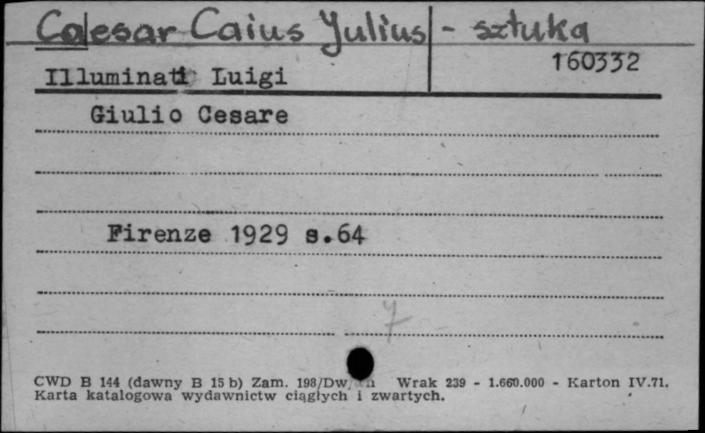 Caesar Caius Julius - sztuka
Illuminati Luigi 160332
Giulio Cesare
Firenze 1929 s.64
7
CWD B 144 (dawny B 15 b) Zam. 198/Dw/ Wrak 239 - 1.660.000 - Karton IV.71.
Karta katalogowa wydawnictw ciągłych i zwartych.